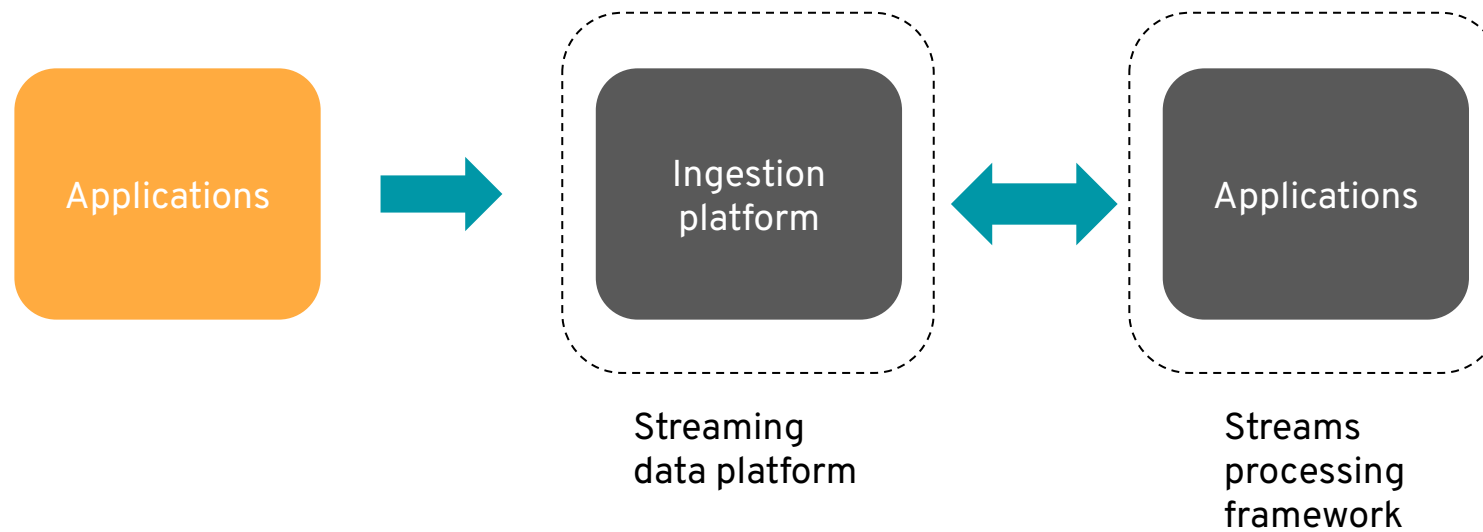 Applications
Ingestion
platform
Applications
Streaming
data platform
Streams
processing
framework